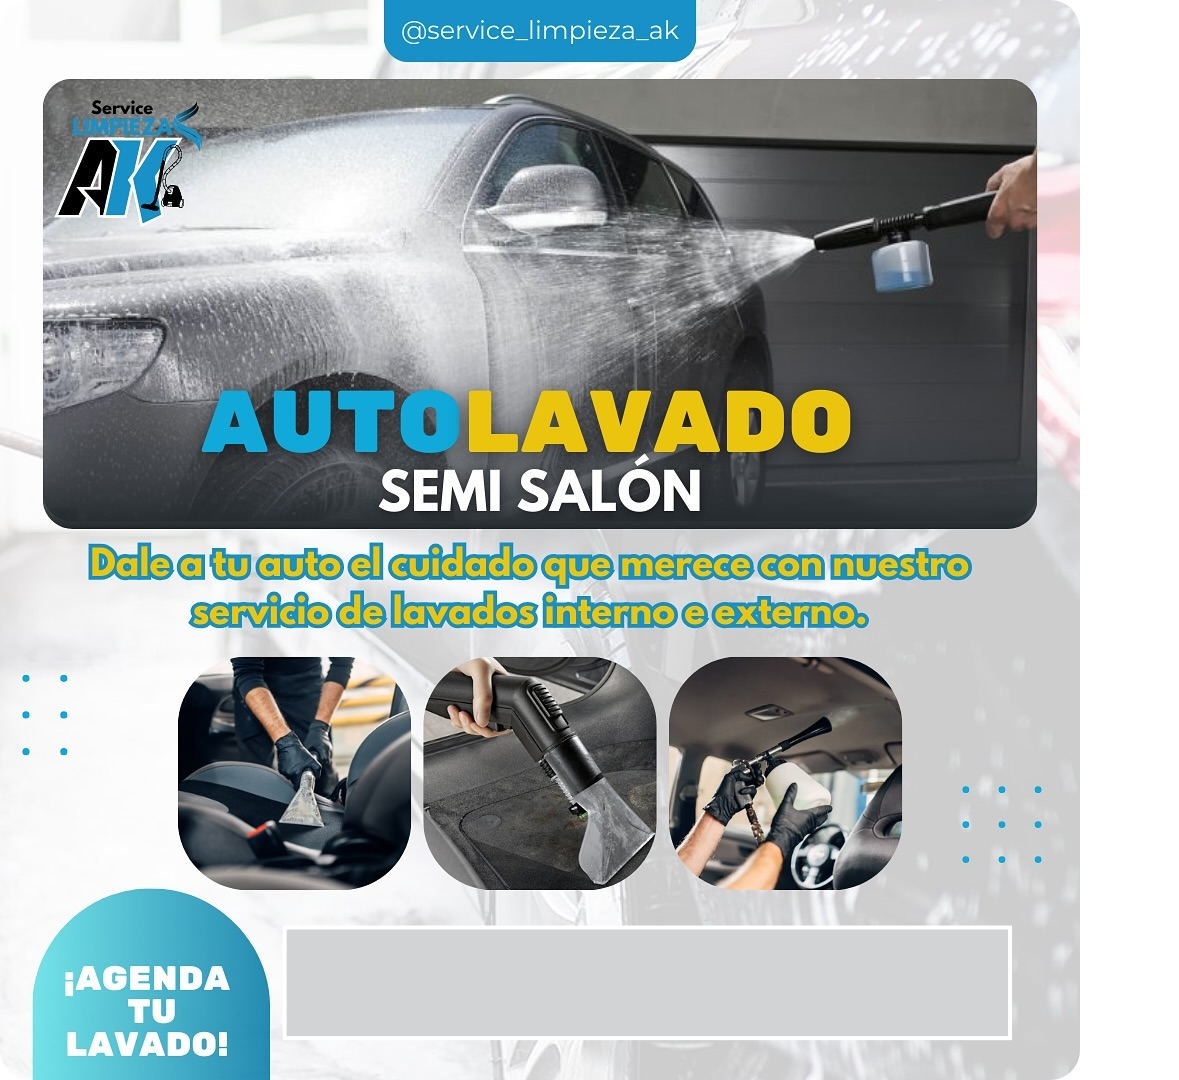 @service_limpieza_ak
Service
LIMPIEZA
AK
AUTOLAVADO
SEMI SALÓN
Dale a tu auto el cuidado que merece con nuestro
servicio de lavados interno e externo.
¡AGENDA
TU
LAVADO!